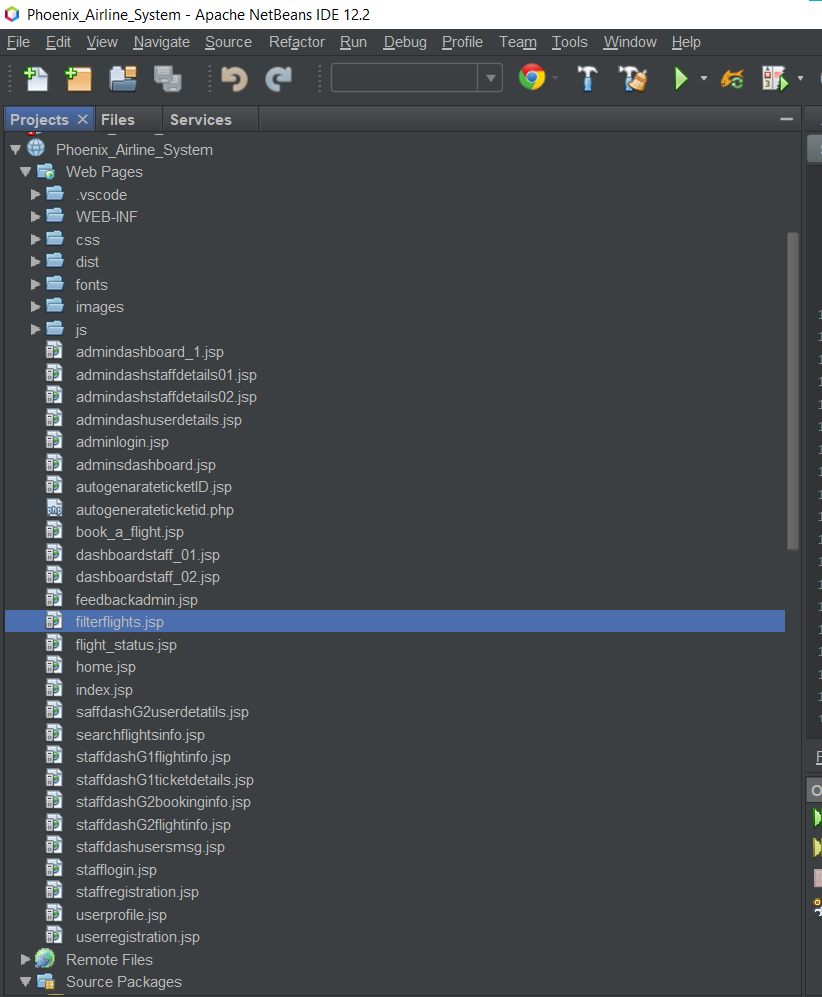 Phoenix_Airline_System - Apache NetBeans IDE 12.2
File Edit View Navigate Source Refactor Run Debug Profile Team Tools Window Help
Projects Files Services
Phoenix_Airline_System
Web Pages
.vscode
WEB-INF
css
dist
fonts
images
js
admindashboard_1.jsp
admindashstaffdetails01.jsp
admindashstaffdetails02.jsp
admindashuserdetails.jsp
adminlogin.jsp
adminsdashboard.jsp
autogenarateticketID.jsp
autogenerateticketid.php
book_a_flight.jsp
dashboardstaff_01.jsp
dashboardstaff_02.jsp
feedbackadmin.jsp
filterflights.jsp
flight_status.jsp
home.jsp
index.jsp
saffdashG2userdetatils.jsp
searchflightsinfo.jsp
staffdashG1flightinfo.jsp
staffdashG1ticketdetails.jsp
staffdashG2bookinginfo.jsp
staffdashG2flightinfo.jsp
staffdashusersmsg.jsp
stafflogin.jsp
staffregistration.jsp
userprofile.jsp
userregistration.jsp
Remote Files
Source Packages